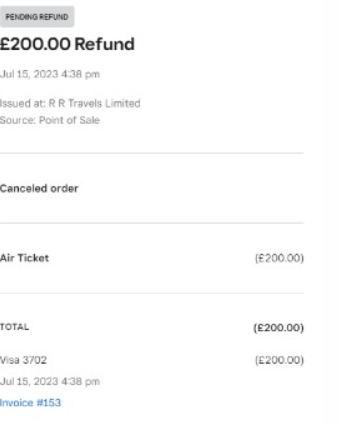 PENDING REFUND
£200.00 Refund
Jul 15, 2023 4:38 pm
Issued at: R R Travels Limited
Source: Point of Sale
Canceled order
Air Ticket (£200.00)
TOTAL (£200.00)
Visa 3702 (£200.00)
Jul 15, 2023 4:38 pm
Invoice #153